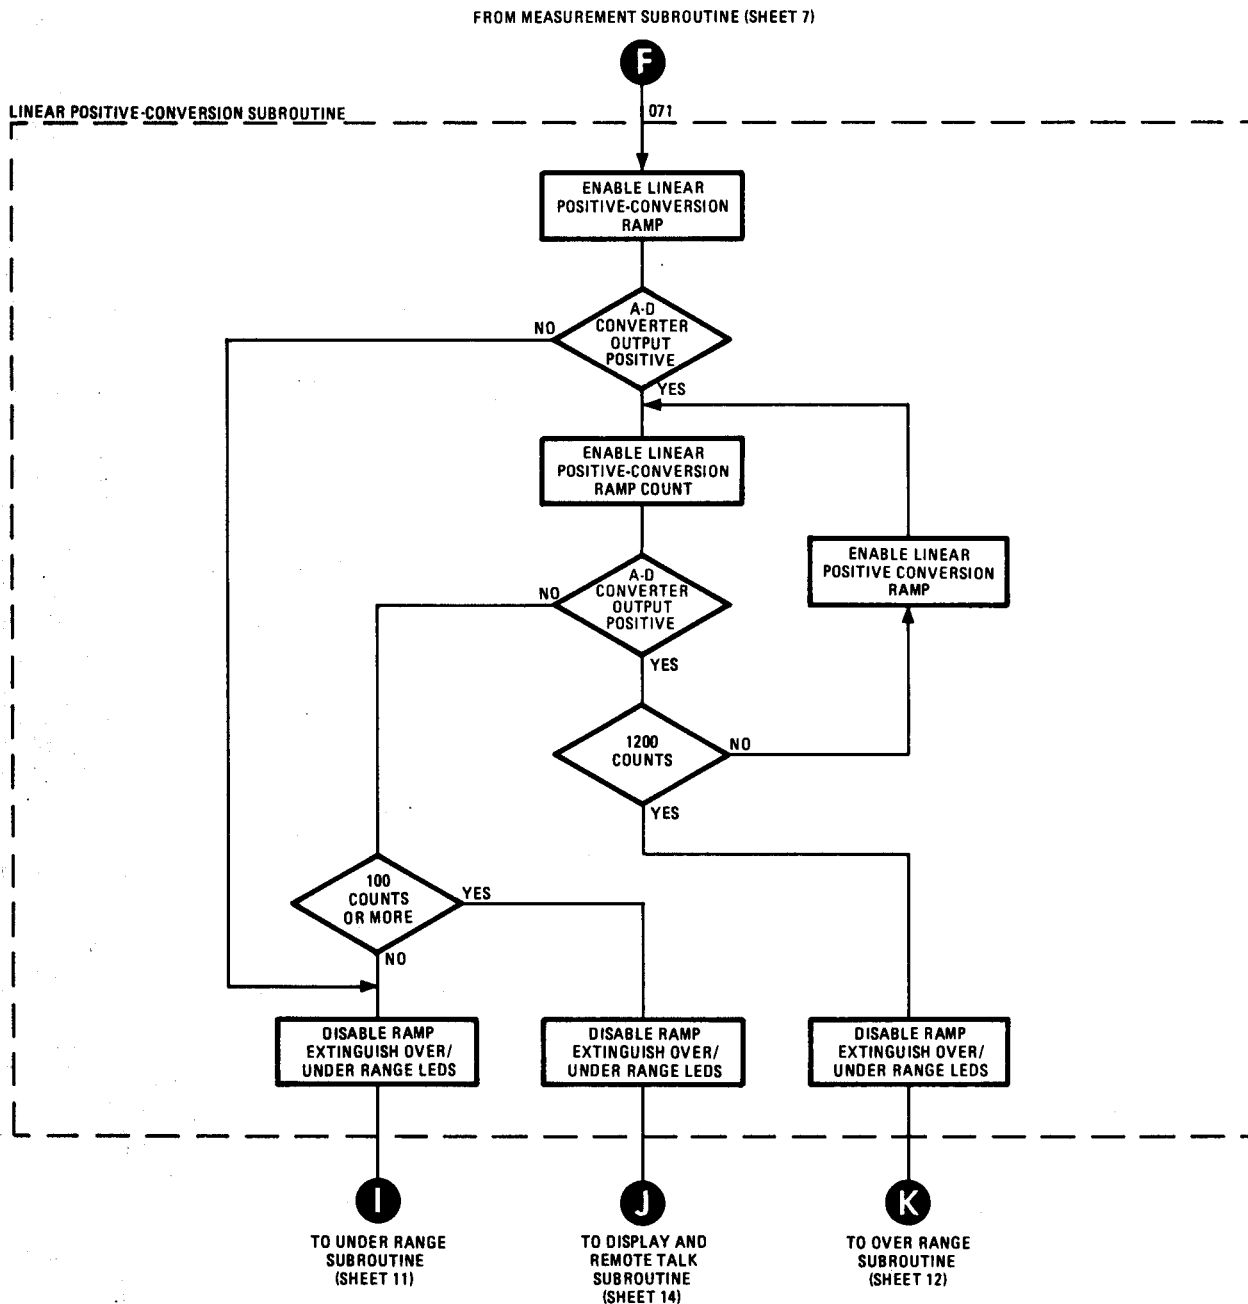 FROM MEASUREMENT SUBROUTINE (SHEET 7)
F
LINEAR POSITIVE-CONVERSION SUBROUTINE
071
ENABLE LINEAR
POSITIVE-CONVERSION
RAMP
A-D
CONVERTER
OUTPUT
POSITIVE
NO
YES
ENABLE LINEAR
POSITIVE-CONVERSION
RAMP COUNT
ENABLE LINEAR
POSITIVE CONVERSION
RAMP
A-D
CONVERTER
OUTPUT
POSITIVE
NO
YES
1200
COUNTS
NO
YES
100
COUNTS
OR MORE
YES
NO
DISABLE RAMP
EXTINGUISH OVER/
UNDER RANGE LEDS
DISABLE RAMP
EXTINGUISH OVER/
UNDER RANGE LEDS
DISABLE RAMP
EXTINGUISH OVER/
UNDER RANGE LEDS
I
J
K
TO UNDER RANGE
SUBROUTINE
(SHEET 11)
TO DISPLAY AND
REMOTE TALK
SUBROUTINE
(SHEET 14)
TO OVER RANGE
SUBROUTINE
(SHEET 12)